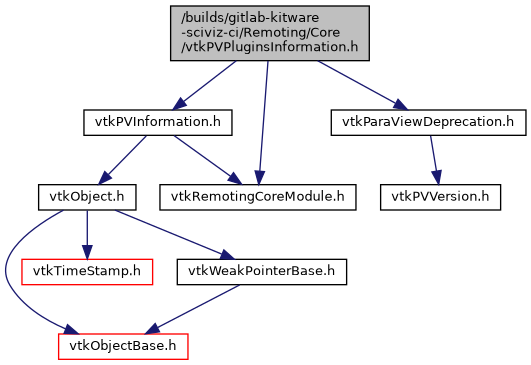 /builds/gitlab-kitware
-sciviz-ci/Remoting/Core
/vtkPVPluginsInformation.h
vtkPVInformation.h
vtkParaViewDeprecation.h
vtkObject.h
vtkRemotingCoreModule.h
vtkPVVersion.h
vtkTimeStamp.h
vtkWeakPointerBase.h
vtkObjectBase.h